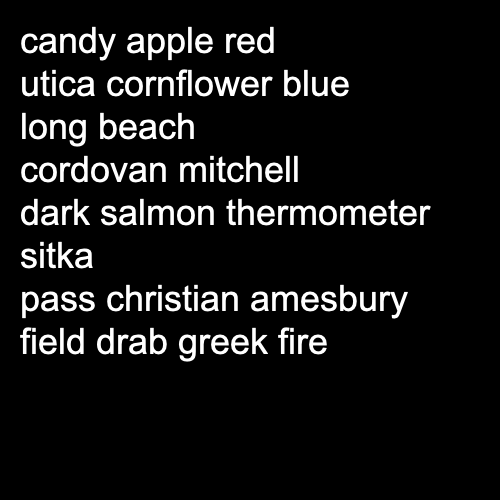 candy apple red
utica cornflower blue
long beach
cordovan mitchell
dark salmon thermometer
sitka
pass christian amesbury
field drab greek fire